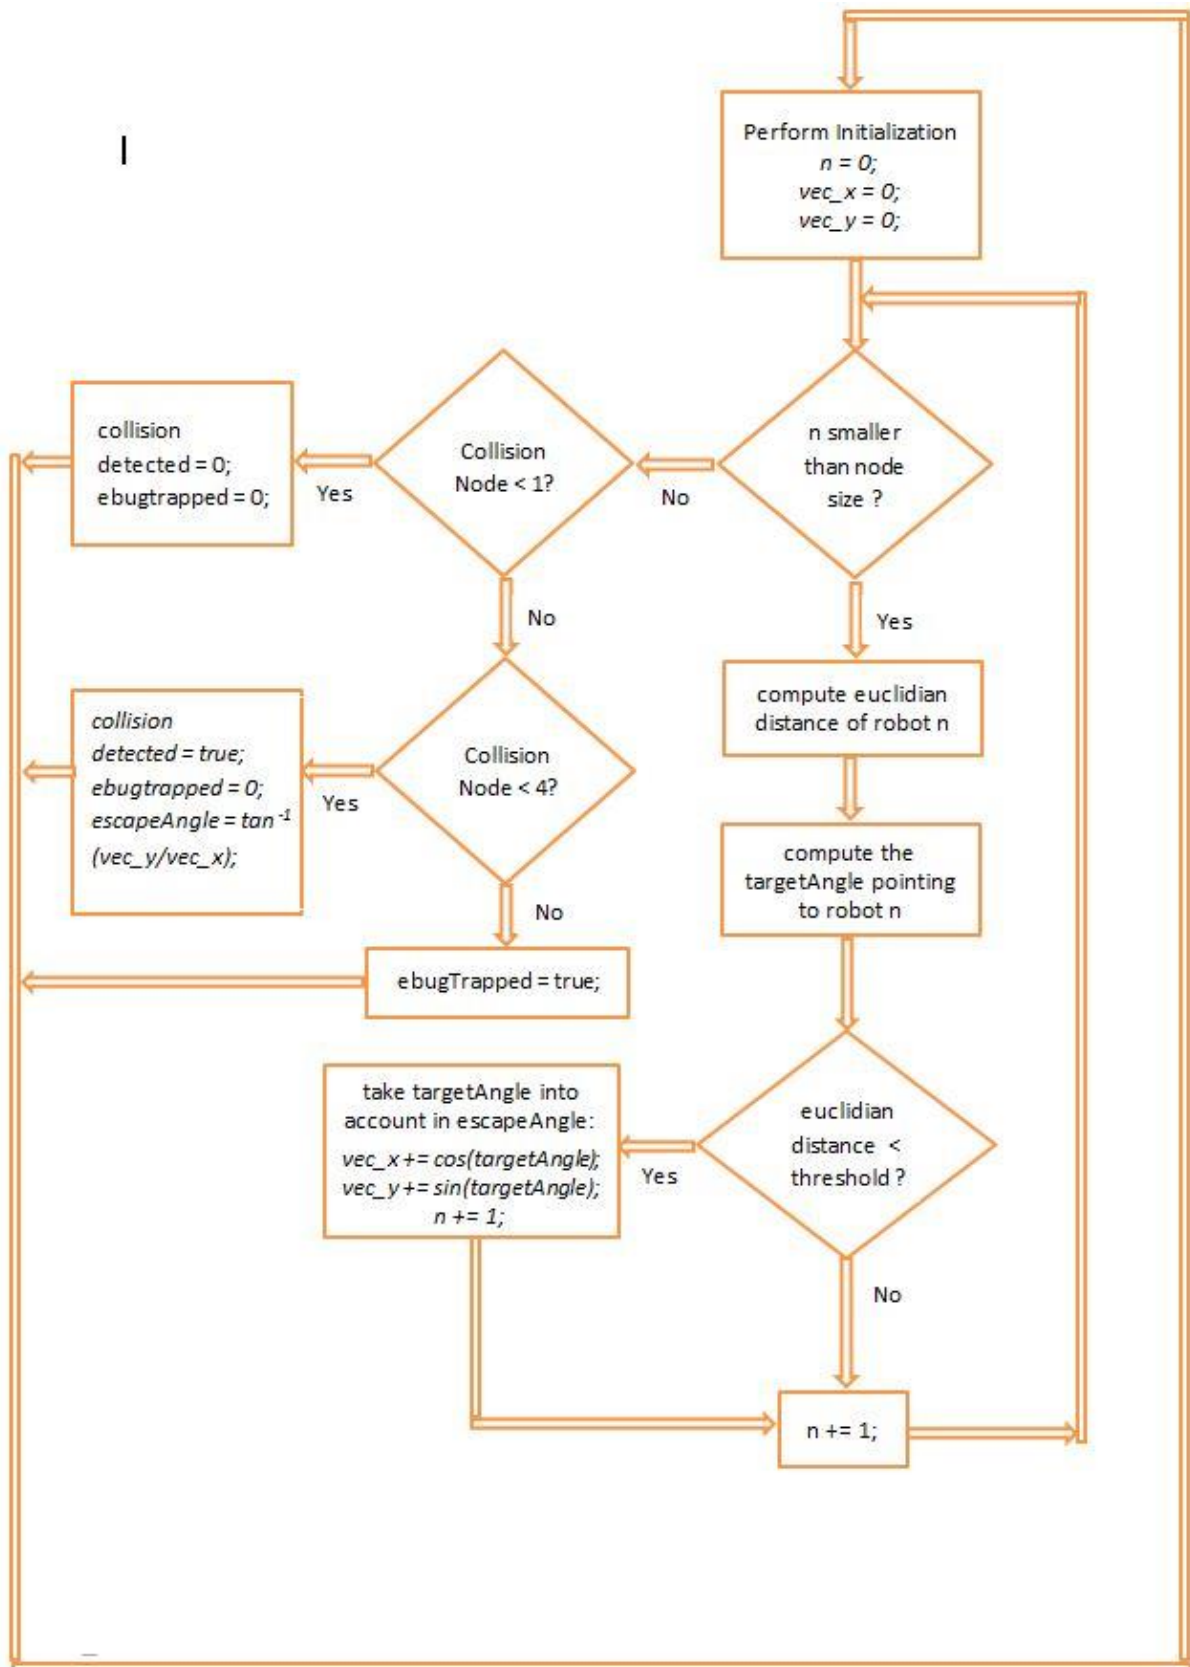 Perform Initialization
n = 0;
vec_x = 0;
vec_y = 0;
n smaller
than node
size ?
No
Yes
Collision
Node < 1?
Yes
No
collision
detected = 0;
ebugtrapped = 0;
Collision
Node < 4?
Yes
No
collision
detected = true;
ebugtrapped = 0;
escapeAngle = tan⁻¹
(vec_y/vec_x);
ebugTrapped = true;
compute euclidian
distance of robot n
compute the
targetAngle pointing
to robot n
euclidian
distance <
threshold ?
Yes
No
take targetAngle into
account in escapeAngle:
vec_x += cos(targetAngle);
vec_y += sin(targetAngle);
n += 1;
n += 1;